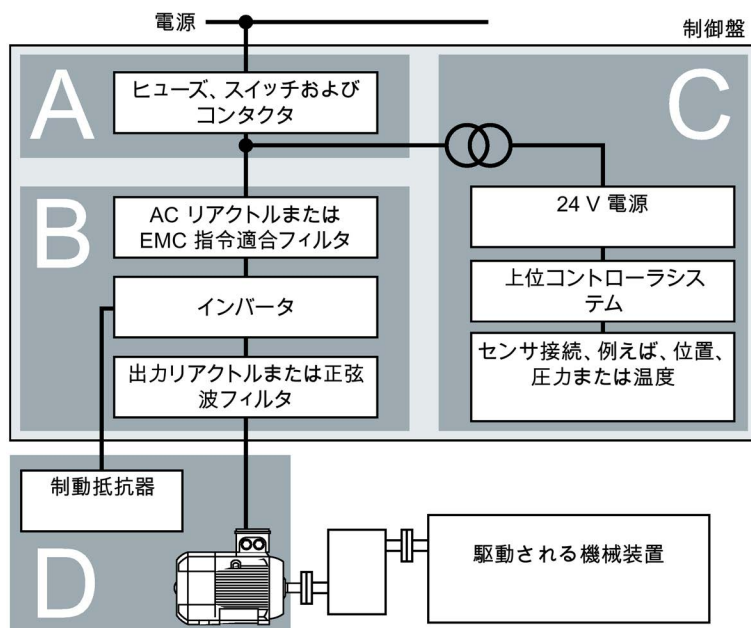 電源
制御盤
A
ヒューズ、スイッチおよび
コンタクタ
C
B
AC リアクトルまたは
EMC 指令適合フィルタ
24 V 電源
インバータ
上位コントローラシス
テム
出力リアクトルまたは正弦
波フィルタ
センサ接続、例えば、位置、
圧力または温度
制動抵抗器
D
駆動される機械装置